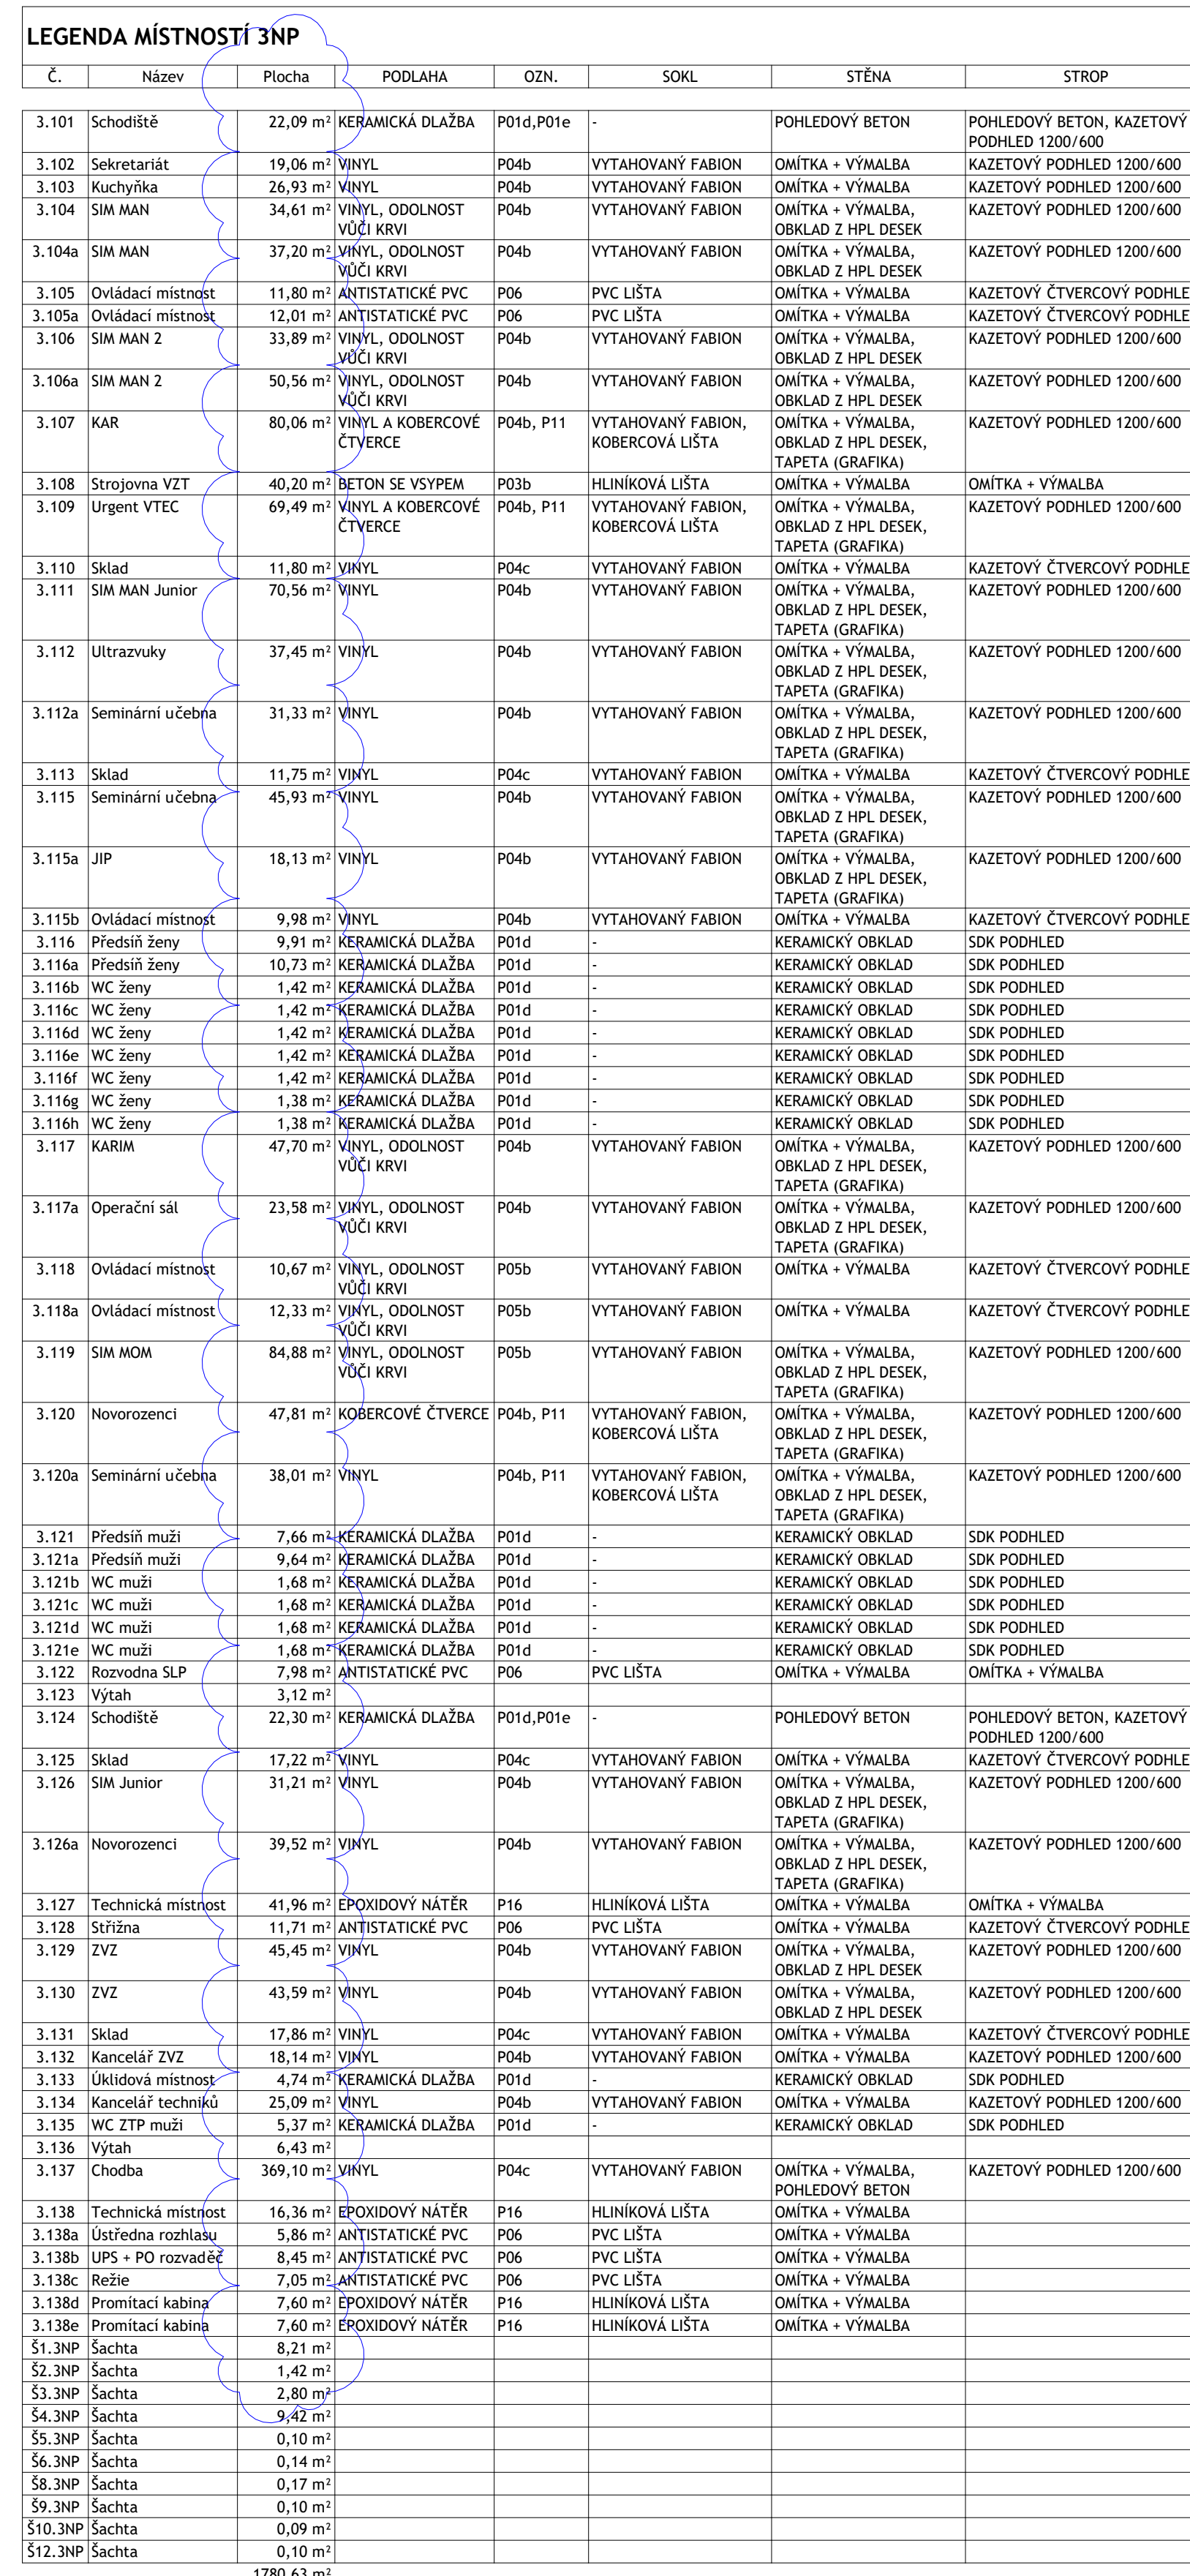 LEGENDA MÍSTNOSTÍ 3NP
Č. Název Plocha PODLAHA OZN. SOKL STĚNA STROP
3.101 Schodiště 22,09 m² KERAMICKÁ DLAŽBA P01d,P01e - POHLEDOVÝ BETON POHLEDOVÝ BETON, KAZETOVÝ
PODHLED 1200/600
3.102 Sekretariát 19,06 m² VINYL P04b VYTAHOVANÝ FABION OMÍTKA + VÝMALBA KAZETOVÝ PODHLED 1200/600
3.103 Kuchyňka 26,93 m² VINYL P04b VYTAHOVANÝ FABION OMÍTKA + VÝMALBA KAZETOVÝ PODHLED 1200/600
3.104 SIM MAN 34,61 m² VINYL, ODOLNOST P04b VYTAHOVANÝ FABION OMÍTKA + VÝMALBA, KAZETOVÝ PODHLED 1200/600
VŮČI KRVI OBKLAD Z HPL DESEK
3.104a SIM MAN 37,20 m² VINYL, ODOLNOST P04b VYTAHOVANÝ FABION OMÍTKA + VÝMALBA, KAZETOVÝ PODHLED 1200/600
VŮČI KRVI OBKLAD Z HPL DESEK
3.105 Ovládací místnost 11,80 m² ANTISTATICKÉ PVC P06 PVC LIŠTA OMÍTKA + VÝMALBA KAZETOVÝ ČTVERCOVÝ PODHLE
3.105a Ovládací místnost 12,01 m² ANTISTATICKÉ PVC P06 PVC LIŠTA OMÍTKA + VÝMALBA KAZETOVÝ ČTVERCOVÝ PODHLE
3.106 SIM MAN 2 33,89 m² VINYL, ODOLNOST P04b VYTAHOVANÝ FABION OMÍTKA + VÝMALBA, KAZETOVÝ PODHLED 1200/600
VŮČI KRVI OBKLAD Z HPL DESEK
3.106a SIM MAN 2 50,56 m² VINYL, ODOLNOST P04b VYTAHOVANÝ FABION OMÍTKA + VÝMALBA, KAZETOVÝ PODHLED 1200/600
VŮČI KRVI OBKLAD Z HPL DESEK
3.107 KAR 80,06 m² VINYL A KOBERCOVÉ P04b, P11 VYTAHOVANÝ FABION, OMÍTKA + VÝMALBA, KAZETOVÝ PODHLED 1200/600
ČTVERCE KOBERCOVÁ LIŠTA OBKLAD Z HPL DESEK,
TAPETA (GRAFIKA)
3.108 Strojovna VZT 40,20 m² BETON SE VSYPEM P03b HLINÍKOVÁ LIŠTA OMÍTKA + VÝMALBA OMÍTKA + VÝMALBA
3.109 Urgent VTEC 69,49 m² VINYL A KOBERCOVÉ P04b, P11 VYTAHOVANÝ FABION, OMÍTKA + VÝMALBA, KAZETOVÝ PODHLED 1200/600
ČTVERCE KOBERCOVÁ LIŠTA OBKLAD Z HPL DESEK,
TAPETA (GRAFIKA)
3.110 Sklad 11,80 m² VINYL P04c VYTAHOVANÝ FABION OMÍTKA + VÝMALBA KAZETOVÝ ČTVERCOVÝ PODHLE
3.111 SIM MAN Junior 70,56 m² VINYL P04b VYTAHOVANÝ FABION OMÍTKA + VÝMALBA, KAZETOVÝ PODHLED 1200/600
OBKLAD Z HPL DESEK,
TAPETA (GRAFIKA)
3.112 Ultrazvuky 37,45 m² VINYL P04b VYTAHOVANÝ FABION OMÍTKA + VÝMALBA, KAZETOVÝ PODHLED 1200/600
OBKLAD Z HPL DESEK,
TAPETA (GRAFIKA)
3.112a Seminární učebna 31,33 m² VINYL P04b VYTAHOVANÝ FABION OMÍTKA + VÝMALBA, KAZETOVÝ PODHLED 1200/600
OBKLAD Z HPL DESEK,
TAPETA (GRAFIKA)
3.113 Sklad 11,75 m² VINYL P04c VYTAHOVANÝ FABION OMÍTKA + VÝMALBA KAZETOVÝ ČTVERCOVÝ PODHLE
3.115 Seminární učebna 45,93 m² VINYL P04b VYTAHOVANÝ FABION OMÍTKA + VÝMALBA, KAZETOVÝ PODHLED 1200/600
OBKLAD Z HPL DESEK,
TAPETA (GRAFIKA)
3.115a JIP 18,13 m² VINYL P04b VYTAHOVANÝ FABION OMÍTKA + VÝMALBA, KAZETOVÝ PODHLED 1200/600
OBKLAD Z HPL DESEK,
TAPETA (GRAFIKA)
3.115b Ovládací místnost 9,98 m² VINYL P04b VYTAHOVANÝ FABION OMÍTKA + VÝMALBA KAZETOVÝ ČTVERCOVÝ PODHLE
3.116 Předsíň ženy 9,91 m² KERAMICKÁ DLAŽBA P01d - KERAMICKÝ OBKLAD SDK PODHLED
3.116a Předsíň ženy 10,73 m² KERAMICKÁ DLAŽBA P01d - KERAMICKÝ OBKLAD SDK PODHLED
3.116b WC ženy 1,42 m² KERAMICKÁ DLAŽBA P01d - KERAMICKÝ OBKLAD SDK PODHLED
3.116c WC ženy 1,42 m² KERAMICKÁ DLAŽBA P01d - KERAMICKÝ OBKLAD SDK PODHLED
3.116d WC ženy 1,42 m² KERAMICKÁ DLAŽBA P01d - KERAMICKÝ OBKLAD SDK PODHLED
3.116e WC ženy 1,42 m² KERAMICKÁ DLAŽBA P01d - KERAMICKÝ OBKLAD SDK PODHLED
3.116f WC ženy 1,42 m² KERAMICKÁ DLAŽBA P01d - KERAMICKÝ OBKLAD SDK PODHLED
3.116g WC ženy 1,38 m² KERAMICKÁ DLAŽBA P01d - KERAMICKÝ OBKLAD SDK PODHLED
3.116h WC ženy 1,38 m² KERAMICKÁ DLAŽBA P01d - KERAMICKÝ OBKLAD SDK PODHLED
3.117 KARIM 47,70 m² VINYL, ODOLNOST P04b VYTAHOVANÝ FABION OMÍTKA + VÝMALBA, KAZETOVÝ PODHLED 1200/600
VŮČI KRVI OBKLAD Z HPL DESEK,
TAPETA (GRAFIKA)
3.117a Operační sál 23,58 m² VINYL, ODOLNOST P04b VYTAHOVANÝ FABION OMÍTKA + VÝMALBA, KAZETOVÝ PODHLED 1200/600
VŮČI KRVI OBKLAD Z HPL DESEK,
TAPETA (GRAFIKA)
3.118 Ovládací místnost 10,67 m² VINYL, ODOLNOST P05b VYTAHOVANÝ FABION OMÍTKA + VÝMALBA KAZETOVÝ ČTVERCOVÝ PODHLE
VŮČI KRVI
3.118a Ovládací místnost 12,33 m² VINYL, ODOLNOST P05b VYTAHOVANÝ FABION OMÍTKA + VÝMALBA KAZETOVÝ ČTVERCOVÝ PODHLE
VŮČI KRVI
3.119 SIM MOM 84,88 m² VINYL, ODOLNOST P05b VYTAHOVANÝ FABION OMÍTKA + VÝMALBA, KAZETOVÝ PODHLED 1200/600
VŮČI KRVI OBKLAD Z HPL DESEK,
TAPETA (GRAFIKA)
3.120 Novorozenci 47,81 m² KOBERCOVÉ ČTVERCE P04b, P11 VYTAHOVANÝ FABION, OMÍTKA + VÝMALBA, KAZETOVÝ PODHLED 1200/600
KOBERCOVÁ LIŠTA OBKLAD Z HPL DESEK,
TAPETA (GRAFIKA)
3.120a Seminární učebna 38,01 m² VINYL P04b, P11 VYTAHOVANÝ FABION, OMÍTKA + VÝMALBA, KAZETOVÝ PODHLED 1200/600
KOBERCOVÁ LIŠTA OBKLAD Z HPL DESEK,
TAPETA (GRAFIKA)
3.121 Předsíň muži 7,66 m² KERAMICKÁ DLAŽBA P01d - KERAMICKÝ OBKLAD SDK PODHLED
3.121a Předsíň muži 9,64 m² KERAMICKÁ DLAŽBA P01d - KERAMICKÝ OBKLAD SDK PODHLED
3.121b WC muži 1,68 m² KERAMICKÁ DLAŽBA P01d - KERAMICKÝ OBKLAD SDK PODHLED
3.121c WC muži 1,68 m² KERAMICKÁ DLAŽBA P01d - KERAMICKÝ OBKLAD SDK PODHLED
3.121d WC muži 1,68 m² KERAMICKÁ DLAŽBA P01d - KERAMICKÝ OBKLAD SDK PODHLED
3.121e WC muži 1,68 m² KERAMICKÁ DLAŽBA P01d - KERAMICKÝ OBKLAD SDK PODHLED
3.122 Rozvodna SLP 7,98 m² ANTISTATICKÉ PVC P06 PVC LIŠTA OMÍTKA + VÝMALBA OMÍTKA + VÝMALBA
3.123 Výtah 3,12 m²
3.124 Schodiště 22,30 m² KERAMICKÁ DLAŽBA P01d,P01e - POHLEDOVÝ BETON POHLEDOVÝ BETON, KAZETOVÝ
PODHLED 1200/600
3.125 Sklad 17,22 m² VINYL P04c VYTAHOVANÝ FABION OMÍTKA + VÝMALBA KAZETOVÝ ČTVERCOVÝ PODHLE
3.126 SIM Junior 31,21 m² VINYL P04b VYTAHOVANÝ FABION OMÍTKA + VÝMALBA, KAZETOVÝ PODHLED 1200/600
OBKLAD Z HPL DESEK,
TAPETA (GRAFIKA)
3.126a Novorozenci 39,52 m² VINYL P04b VYTAHOVANÝ FABION OMÍTKA + VÝMALBA, KAZETOVÝ PODHLED 1200/600
OBKLAD Z HPL DESEK,
TAPETA (GRAFIKA)
3.127 Technická místnost 41,96 m² EPOXIDOVÝ NÁTĚR P16 HLINÍKOVÁ LIŠTA OMÍTKA + VÝMALBA OMÍTKA + VÝMALBA
3.128 Střižna 11,71 m² ANTISTATICKÉ PVC P06 PVC LIŠTA OMÍTKA + VÝMALBA KAZETOVÝ ČTVERCOVÝ PODHLE
3.129 ZVZ 45,45 m² VINYL P04b VYTAHOVANÝ FABION OMÍTKA + VÝMALBA, KAZETOVÝ PODHLED 1200/600
OBKLAD Z HPL DESEK
3.130 ZVZ 43,59 m² VINYL P04b VYTAHOVANÝ FABION OMÍTKA + VÝMALBA, KAZETOVÝ PODHLED 1200/600
OBKLAD Z HPL DESEK
3.131 Sklad 17,86 m² VINYL P04c VYTAHOVANÝ FABION OMÍTKA + VÝMALBA KAZETOVÝ ČTVERCOVÝ PODHLE
3.132 Kancelář ZVZ 18,14 m² VINYL P04b VYTAHOVANÝ FABION OMÍTKA + VÝMALBA KAZETOVÝ PODHLED 1200/600
3.133 Úklidová místnost 4,74 m² KERAMICKÁ DLAŽBA P01d - KERAMICKÝ OBKLAD SDK PODHLED
3.134 Kancelář techniků 25,09 m² VINYL P04b VYTAHOVANÝ FABION OMÍTKA + VÝMALBA KAZETOVÝ PODHLED 1200/600
3.135 WC ZTP muži 5,37 m² KERAMICKÁ DLAŽBA P01d - KERAMICKÝ OBKLAD SDK PODHLED
3.136 Výtah 6,43 m²
3.137 Chodba 369,10 m² VINYL P04c VYTAHOVANÝ FABION OMÍTKA + VÝMALBA, KAZETOVÝ PODHLED 1200/600
POHLEDOVÝ BETON
3.138 Technická místnost 16,36 m² EPOXIDOVÝ NÁTĚR P16 HLINÍKOVÁ LIŠTA OMÍTKA + VÝMALBA
3.138a Ústředna rozhlasu 5,86 m² ANTISTATICKÉ PVC P06 PVC LIŠTA OMÍTKA + VÝMALBA
3.138b UPS + PO rozvaděč 8,45 m² ANTISTATICKÉ PVC P06 PVC LIŠTA OMÍTKA + VÝMALBA
3.138c Režie 7,05 m² ANTISTATICKÉ PVC P06 PVC LIŠTA OMÍTKA + VÝMALBA
3.138d Promítací kabina 7,60 m² EPOXIDOVÝ NÁTĚR P16 HLINÍKOVÁ LIŠTA OMÍTKA + VÝMALBA
3.138e Promítací kabina 7,60 m² EPOXIDOVÝ NÁTĚR P16 HLINÍKOVÁ LIŠTA OMÍTKA + VÝMALBA
Š1.3NP Šachta 8,21 m²
Š2.3NP Šachta 1,42 m²
Š3.3NP Šachta 2,80 m²
Š4.3NP Šachta 9,42 m²
Š5.3NP Šachta 0,10 m²
Š6.3NP Šachta 0,14 m²
Š8.3NP Šachta 0,17 m²
Š9.3NP Šachta 0,10 m²
Š10.3NP Šachta 0,09 m²
Š12.3NP Šachta 0,10 m²
1780,63 m²